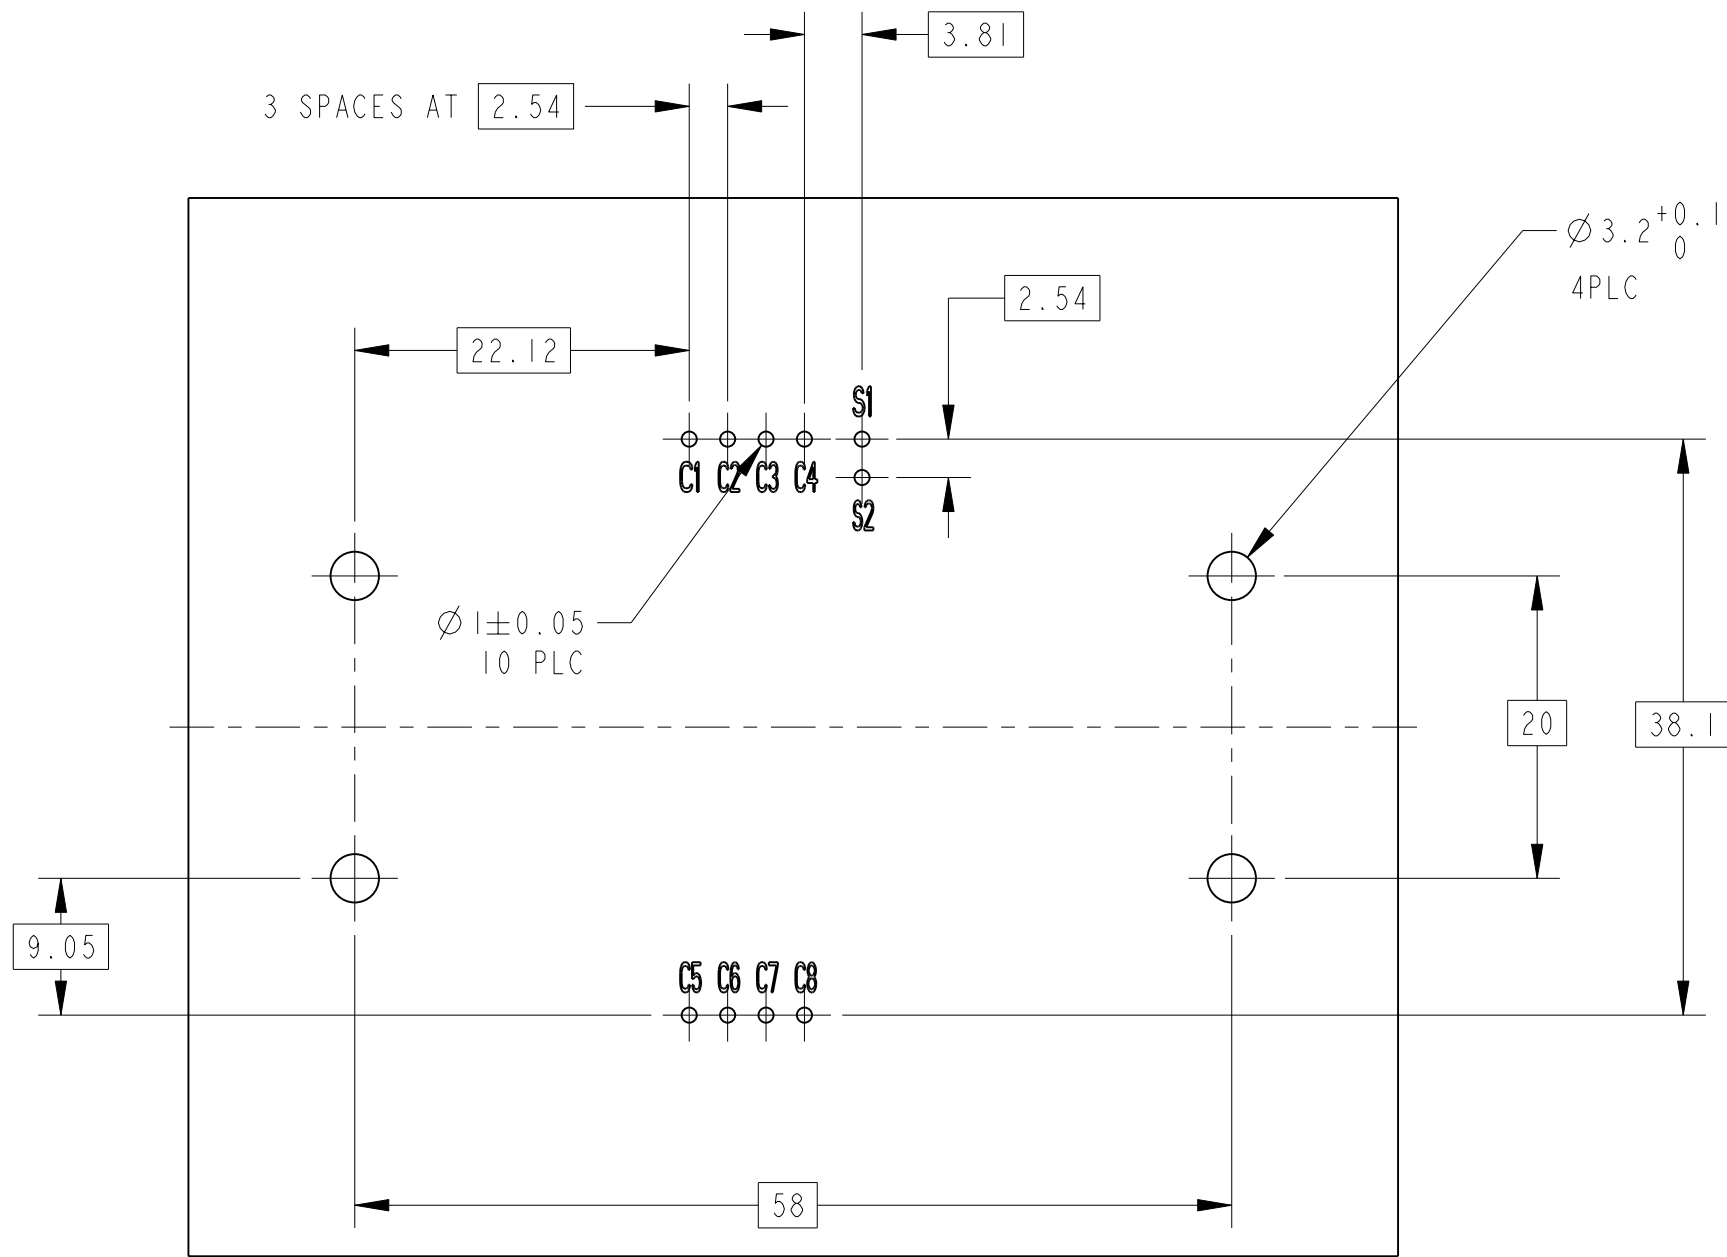 3.81
3 SPACES AT 2.54
Ø3.2 +0.1
0
4PLC
2.54
22.12
S1
C1 C2 C3 C4
S2
Ø1±0.05
10 PLC
20
38.1
9.05
C5 C6 C7 C8
58